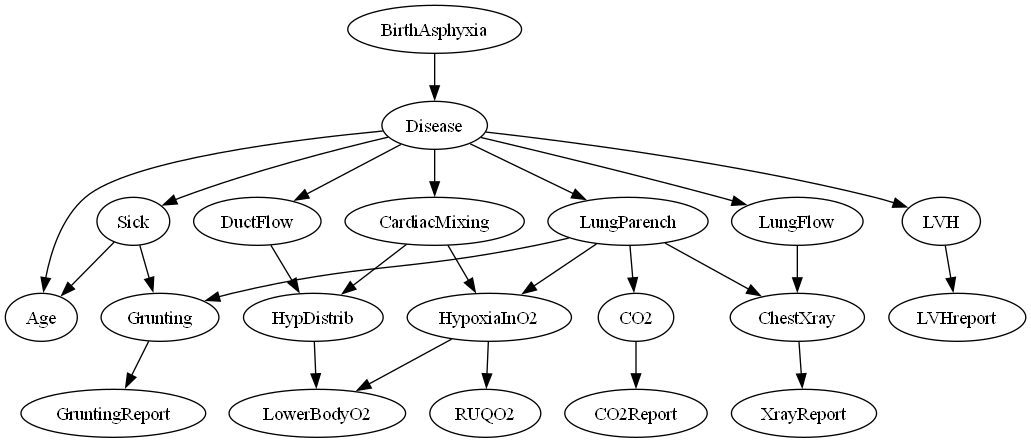 BirthAsphyxia
Disease
Sick
DuctFlow
CardiacMixing
LungParench
LungFlow
LVH
Age
Grunting
HypDistrib
HypoxiaInO2
CO2
ChestXray
LVHreport
GruntingReport
LowerBodyO2
RUQO2
CO2Report
XrayReport